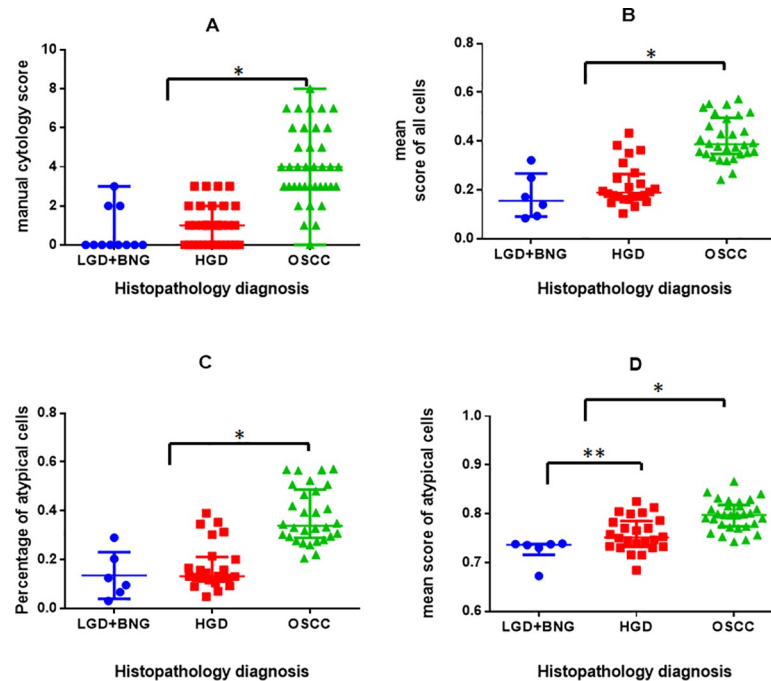 A
manual cytology score
10
8
6
4
2
0
*
LGD+BNG HGD OSCC
Histopathology diagnosis
B
mean
score of all cells
0.8
0.6
0.4
0.2
0.0
*
LGD+BNG HGD OSCC
Histopathology diagnosis
C
Percentage of atypical cells
0.8
0.6
0.4
0.2
0.0
*
LGD+BNG HGD OSCC
Histopathology diagnosis
D
mean score of atypical cells
1.0
0.9
0.8
0.7
0.6
*
**
LGD+BNG HGD OSCC
Histopathology diagnosis